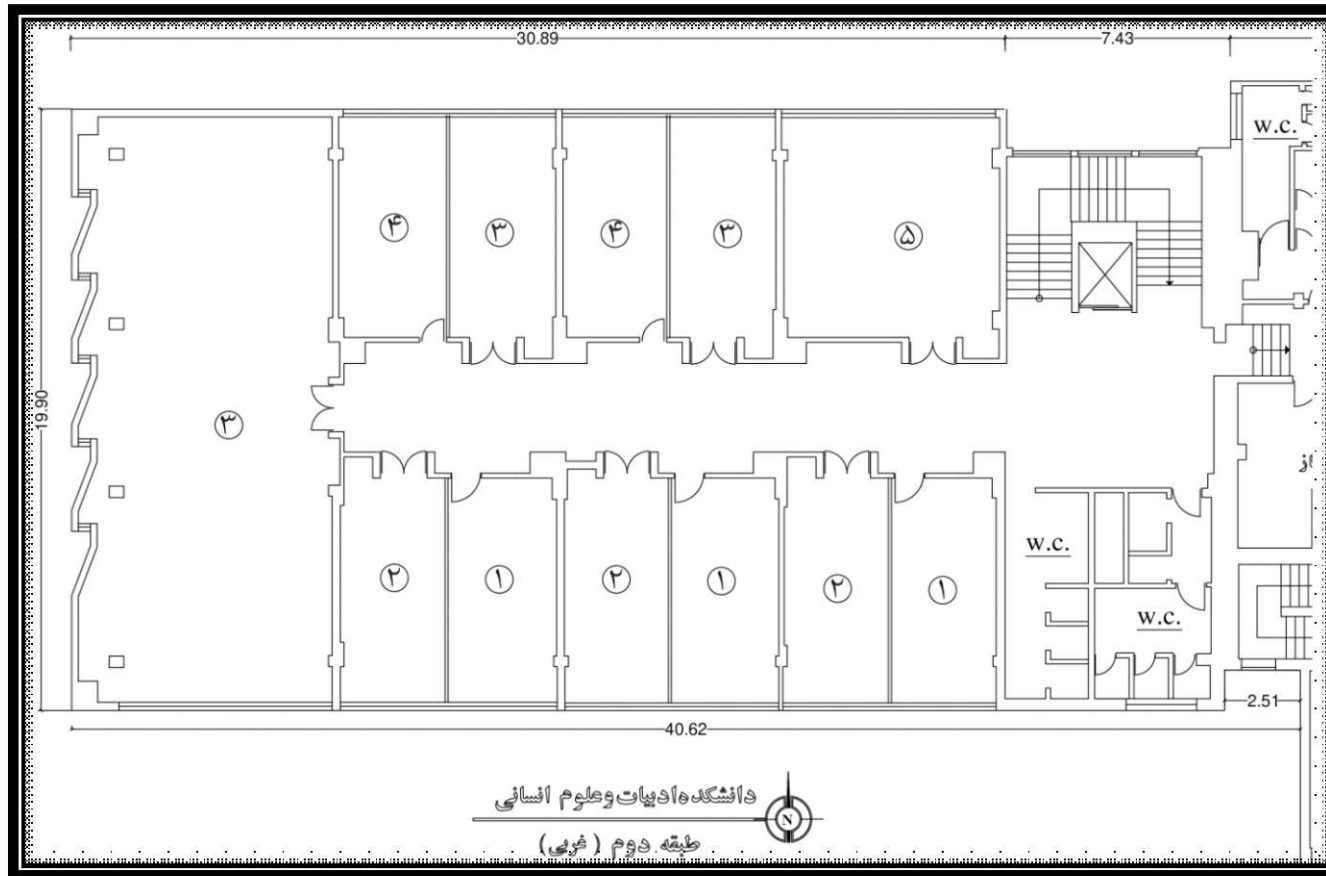 30.89
7.43
w.c.
۴
۳
۴
۳
۵
19.90
۳
از
w.c.
۲
۱
۲
۱
۲
۱
w.c.
2.51
40.62
دانشکده ادبیات و علوم انسانی
N
طبقه دوم ( غربی)